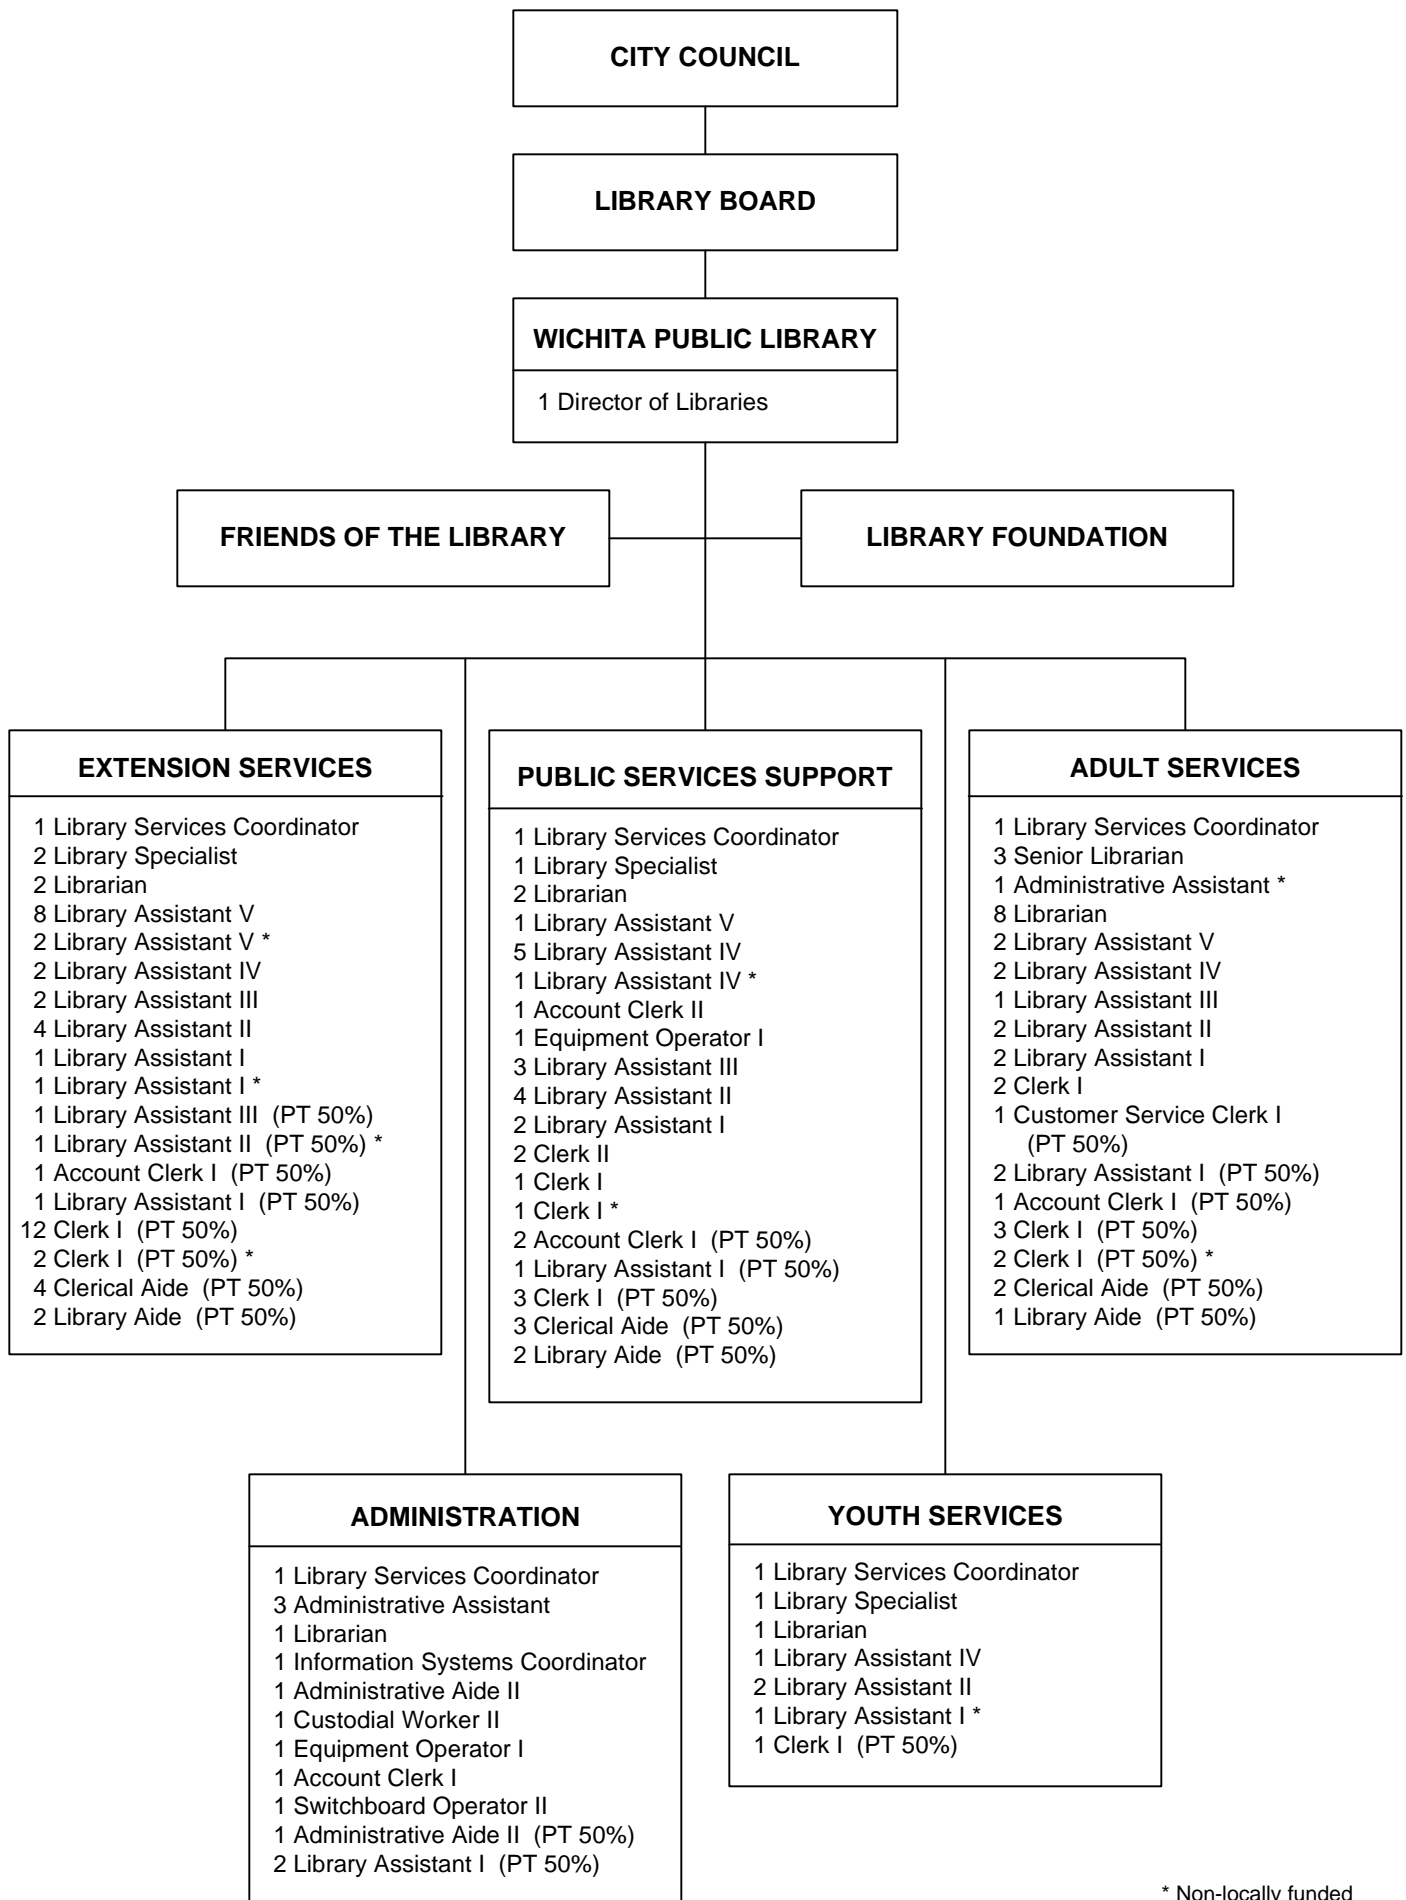 CITY COUNCIL
LIBRARY BOARD
WICHITA PUBLIC LIBRARY
1 Director of Libraries
FRIENDS OF THE LIBRARY
LIBRARY FOUNDATION
EXTENSION SERVICES
1 Library Services Coordinator
2 Library Specialist
2 Librarian
8 Library Assistant V
2 Library Assistant V *
2 Library Assistant IV
2 Library Assistant III
4 Library Assistant II
1 Library Assistant I
1 Library Assistant I *
1 Library Assistant III (PT 50%)
1 Library Assistant II (PT 50%) *
1 Account Clerk I (PT 50%)
1 Library Assistant I (PT 50%)
12 Clerk I (PT 50%)
2 Clerk I (PT 50%) *
4 Clerical Aide (PT 50%)
2 Library Aide (PT 50%)
PUBLIC SERVICES SUPPORT
1 Library Services Coordinator
1 Library Specialist
2 Librarian
1 Library Assistant V
5 Library Assistant IV
1 Library Assistant IV *
1 Account Clerk II
1 Equipment Operator I
3 Library Assistant III
4 Library Assistant II
2 Library Assistant I
2 Clerk II
1 Clerk I
1 Clerk I *
2 Account Clerk I (PT 50%)
1 Library Assistant I (PT 50%)
3 Clerk I (PT 50%)
3 Clerical Aide (PT 50%)
2 Library Aide (PT 50%)
ADULT SERVICES
1 Library Services Coordinator
3 Senior Librarian
1 Administrative Assistant *
8 Librarian
2 Library Assistant V
2 Library Assistant IV
1 Library Assistant III
2 Library Assistant II
2 Library Assistant I
2 Clerk I
1 Customer Service Clerk I
(PT 50%)
2 Library Assistant I (PT 50%)
1 Account Clerk I (PT 50%)
3 Clerk I (PT 50%)
2 Clerk I (PT 50%) *
2 Clerical Aide (PT 50%)
1 Library Aide (PT 50%)
ADMINISTRATION
1 Library Services Coordinator
3 Administrative Assistant
1 Librarian
1 Information Systems Coordinator
1 Administrative Aide II
1 Custodial Worker II
1 Equipment Operator I
1 Account Clerk I
1 Switchboard Operator II
1 Administrative Aide II (PT 50%)
2 Library Assistant I (PT 50%)
YOUTH SERVICES
1 Library Services Coordinator
1 Library Specialist
1 Librarian
1 Library Assistant IV
2 Library Assistant II
1 Library Assistant I *
1 Clerk I (PT 50%)
* Non-locally funded